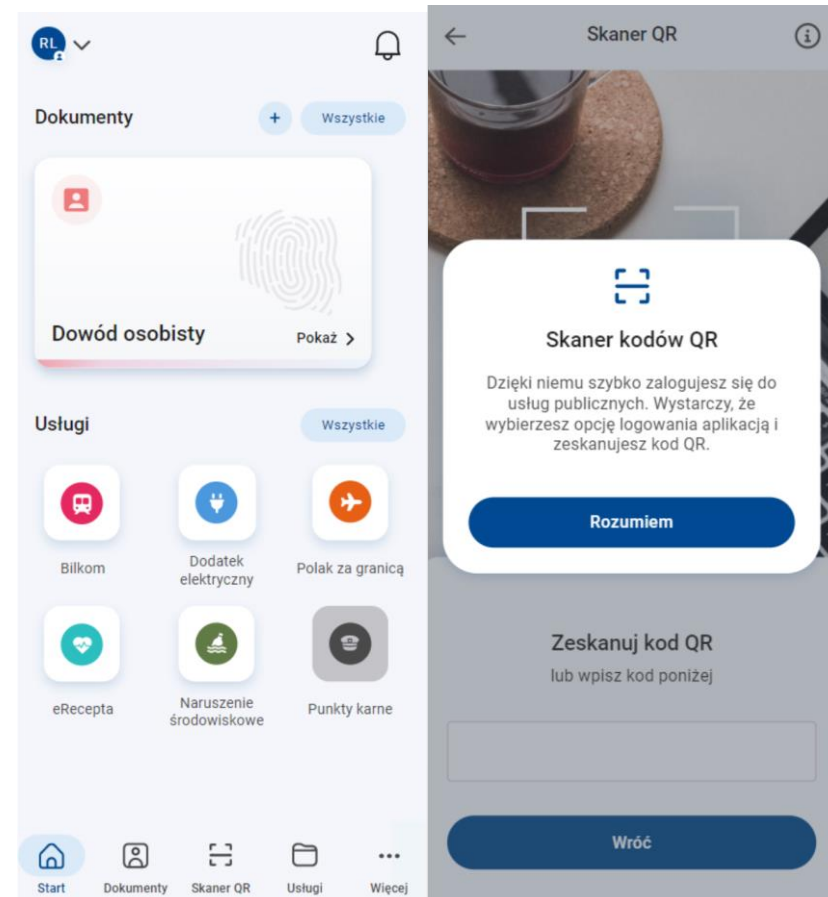 RL
Dokumenty
+ Wszystkie
Dowód osobisty
Pokaż >
Usługi
Wszystkie
Bilkom
Dodatek
elektryczny
Polak za granicą
eRecepta
Naruszenie
środowiskowe
Punkty karne
Start Dokumenty Skaner QR Usługi Więcej
Skaner QR
Skaner kodów QR
Dzięki niemu szybko zalogujesz się do
usług publicznych. Wystarczy, że
wybierzesz opcję logowania aplikacją i
zeskanujesz kod QR.
Rozumiem
Zeskanuj kod QR
lub wpisz kod poniżej
Wróć